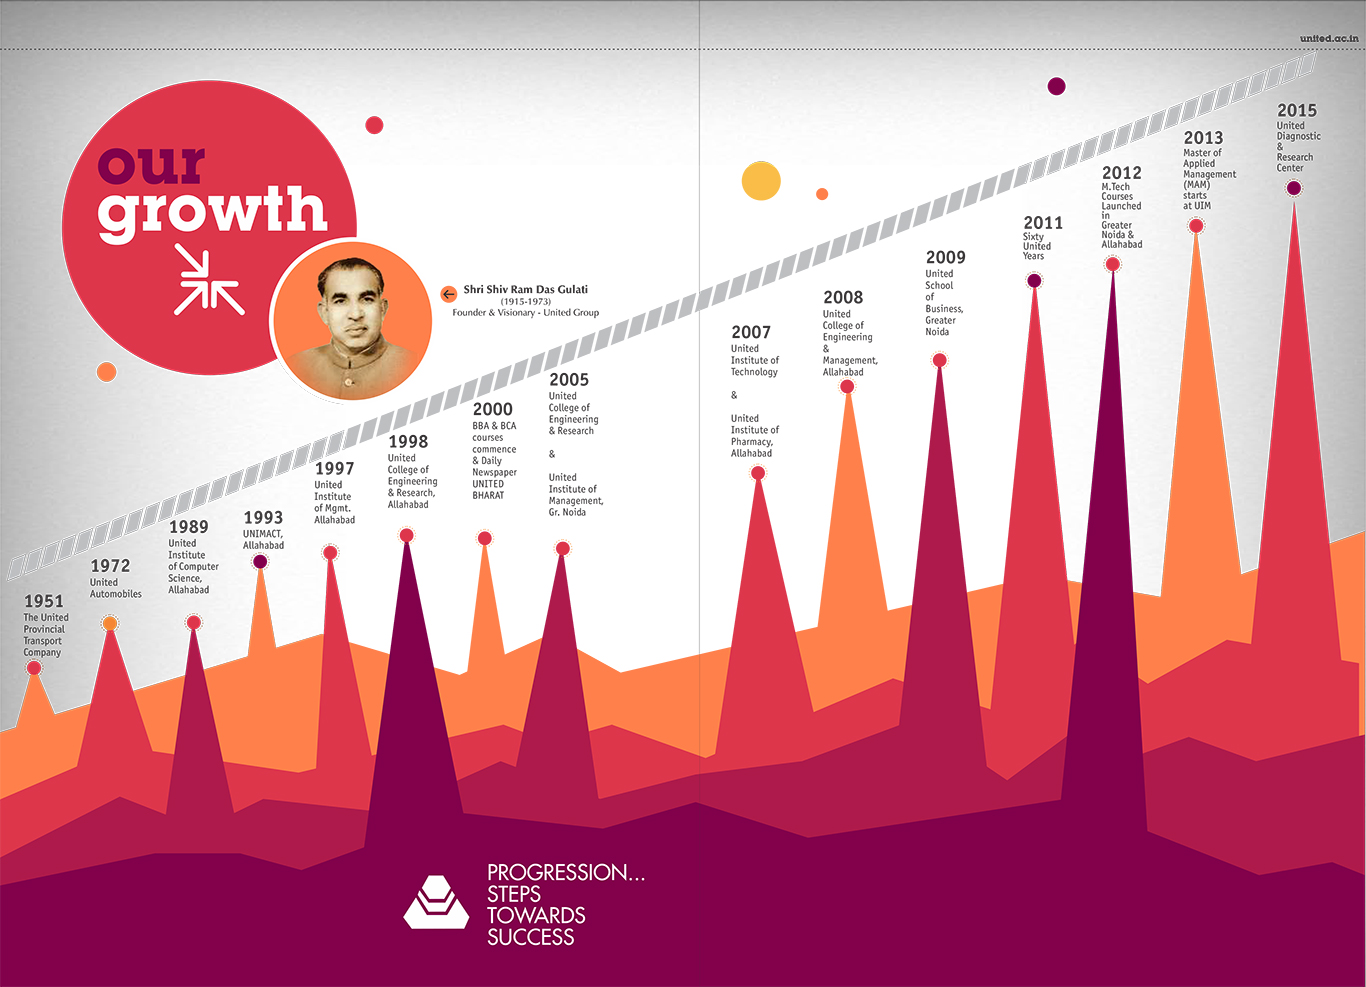 united.ac.in
our
growth
Shri Shiv Ram Das Gulati
(1915-1973)
Founder & Visionary - United Group
1951
The United
Provincial
Transport
Company
1972
United
Automobiles
1989
United
Institute
of Computer
Science,
Allahabad
1993
UNIMACT,
Allahabad
1997
United
Institute
of Mgmt.
Allahabad
1998
United
College of
Engineering
& Research,
Allahabad
2000
BBA & BCA
courses
commence
& Daily
Newspaper
UNITED
BHARAT
2005
United
College of
Engineering
& Research
&
United
Institute of
Management,
Gr. Noida
2007
United
Institute of
Technology
&
United
Institute of
Pharmacy,
Allahabad
2008
United
College of
Engineering
&
Management,
Allahabad
2009
United
School
of
Business,
Greater
Noida
2011
Sixty
United
Years
2012
M.Tech
Courses
Launched
in
Greater
Noida &
Allahabad
2013
Master of
Applied
Management
(MAM)
starts
at UIM
2015
United
Diagnostic
&
Research
Center
PROGRESSION...
STEPS
TOWARDS
SUCCESS